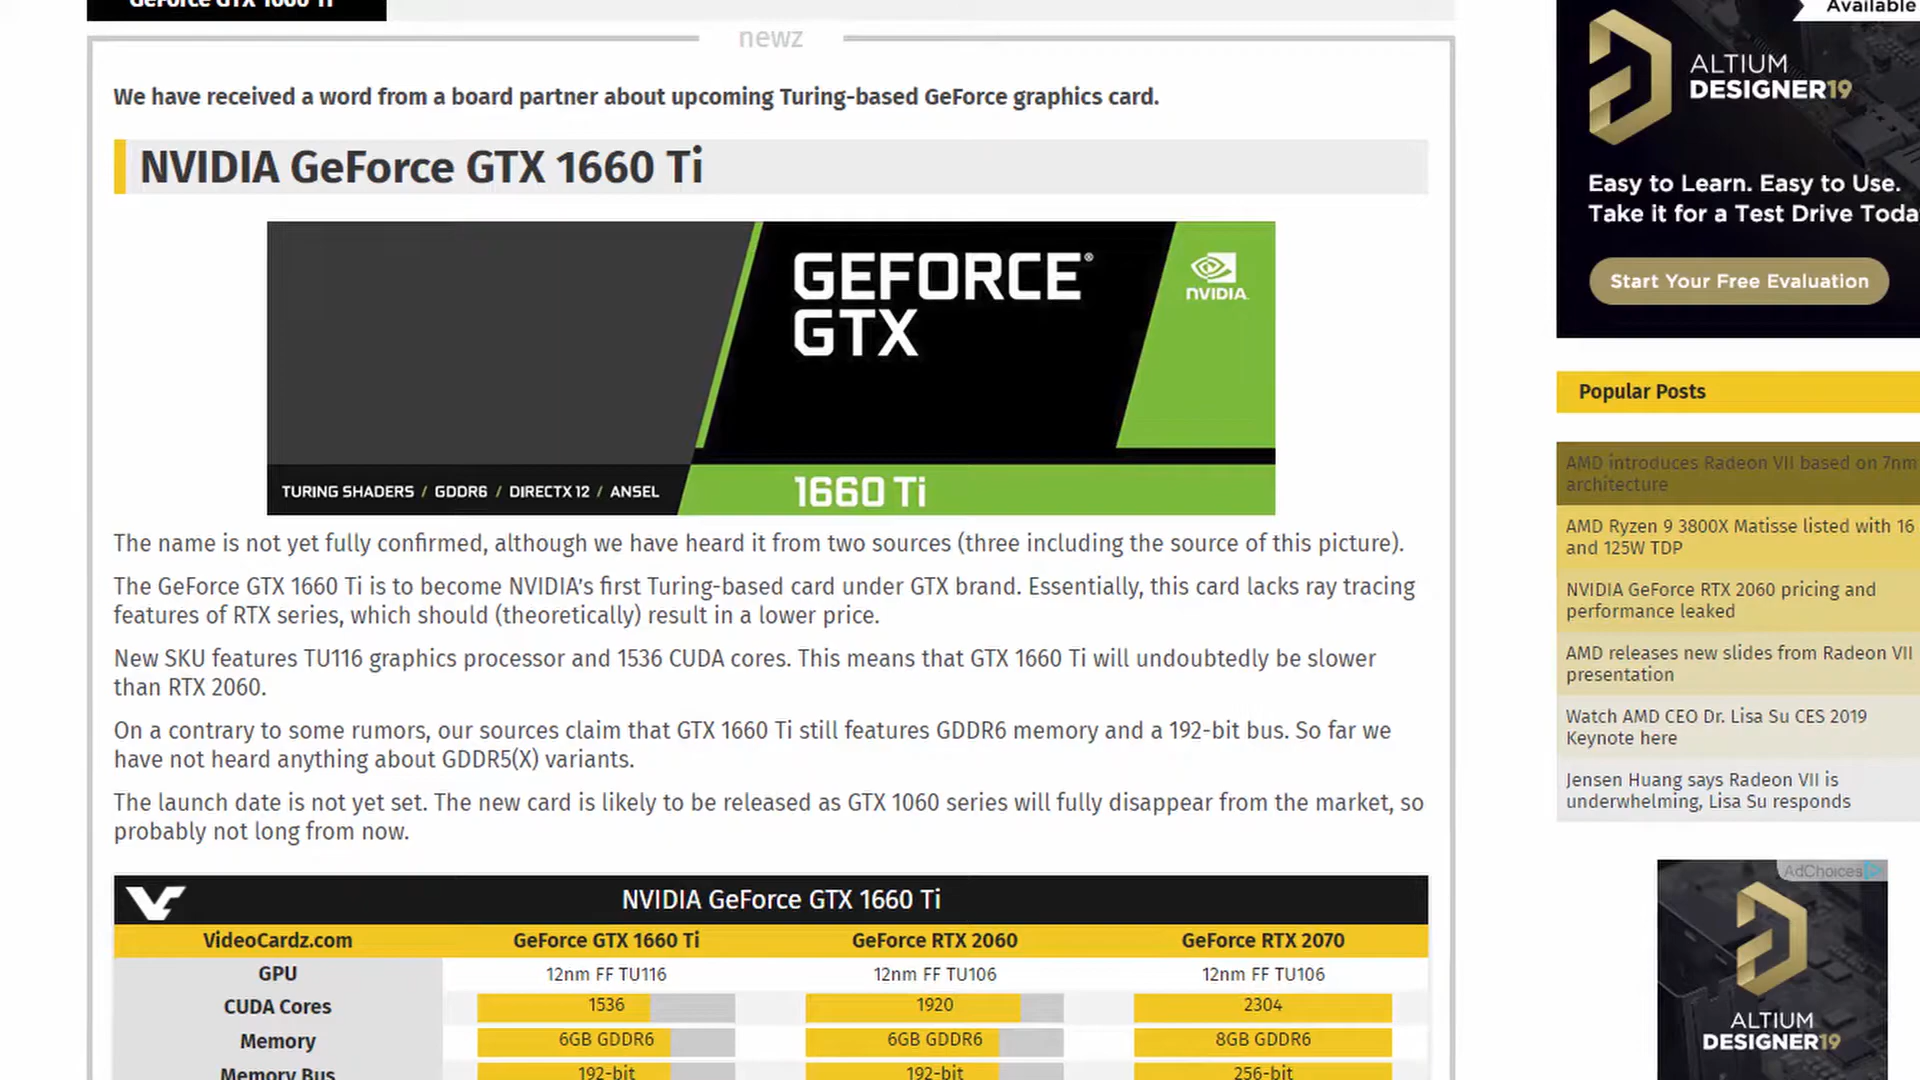 GeForce GTX 1660 Ti
newz
We have received a word from a board partner about upcoming Turing-based GeForce graphics card.
NVIDIA GeForce GTX 1660 Ti
GEFORCE®
GTX
NVIDIA.
TURING SHADERS / GDDR6 / DIRECTX 12 / ANSEL
1660 Ti
The name is not yet fully confirmed, although we have heard it from two sources (three including the source of this picture).
The GeForce GTX 1660 Ti is to become NVIDIA's first Turing-based card under GTX brand. Essentially, this card lacks ray tracing
features of RTX series, which should (theoretically) result in a lower price.
New SKU features TU116 graphics processor and 1536 CUDA cores. This means that GTX 1660 Ti will undoubtedly be slower
than RTX 2060.
On a contrary to some rumors, our sources claim that GTX 1660 Ti still features GDDR6 memory and a 192-bit bus. So far we
have not heard anything about GDDR5(X) variants.
The launch date is not yet set. The new card is likely to be released as GTX 1060 series will fully disappear from the market, so
probably not long from now.
NVIDIA GeForce GTX 1660 Ti
VideoCardz.com GeForce GTX 1660 Ti GeForce RTX 2060 GeForce RTX 2070
GPU 12nm FF TU116 12nm FF TU106 12nm FF TU106
CUDA Cores 1536 1920 2304
Memory 6GB GDDR6 6GB GDDR6 8GB GDDR6
Memory Bus 192-bit 192-bit 256-bit
Available
ALTIUM
DESIGNER19
Easy to Learn. Easy to Use.
Take it for a Test Drive Toda
Start Your Free Evaluation
Popular Posts
AMD introduces Radeon VII based on 7nm
architecture
AMD Ryzen 9 3800X Matisse listed with 16
and 125W TDP
NVIDIA GeForce RTX 2060 pricing and
performance leaked
AMD releases new slides from Radeon VII
presentation
Watch AMD CEO Dr. Lisa Su CES 2019
Keynote here
Jensen Huang says Radeon VII is
underwhelming, Lisa Su responds
AdChoices
ALTIUM
DESIGNER19